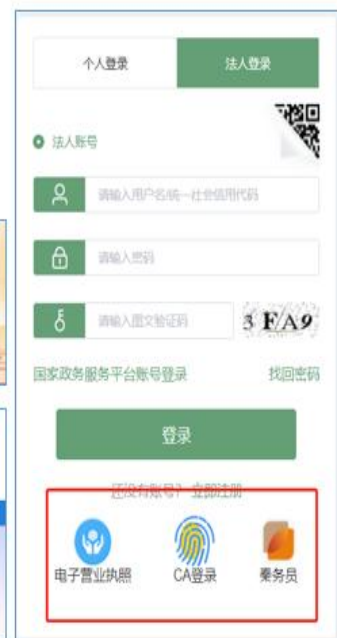 个人登录 法人登录
法人账号
请输入用户名/统一社会信用代码
请输入密码
请输入图文验证码 3 F A9
国家政务服务平台账号登录 找回密码
登录
还没有账号? 立即注册
电子营业执照 CA登录 秦务员